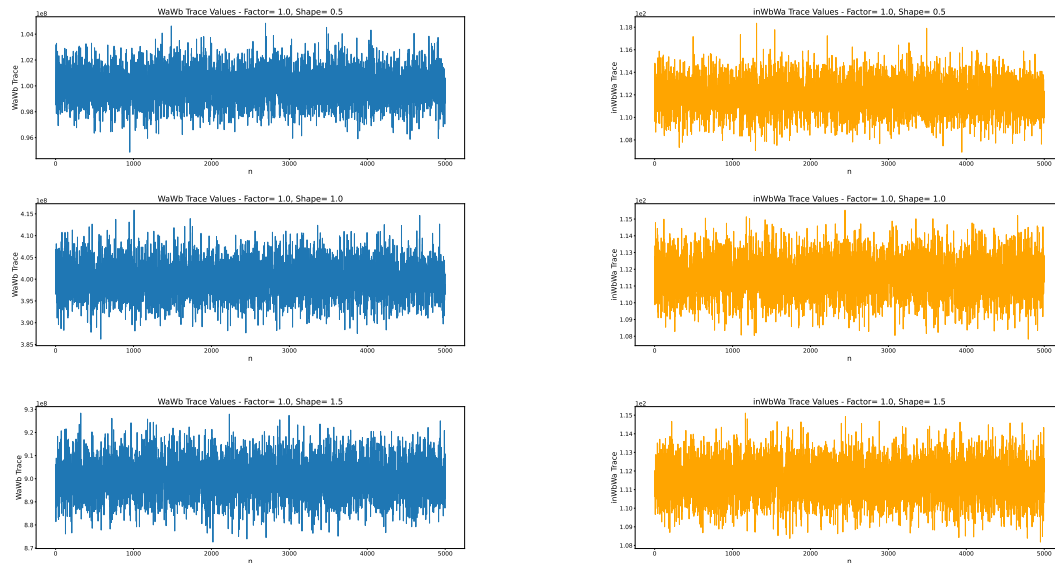 WaWb Trace Values - Factor= 1.0, Shape= 0.5
1e8
1.04
1.02
1.00
0.98
0.96
WaWb Trace
0 1000 2000 3000 4000 5000
n
inWbWa Trace Values - Factor= 1.0, Shape= 0.5
1e2
1.18
1.16
1.14
1.12
1.10
1.08
inWbWa Trace
0 1000 2000 3000 4000 5000
n
WaWb Trace Values - Factor= 1.0, Shape= 1.0
1e8
4.15
4.10
4.05
4.00
3.95
3.90
3.85
WaWb Trace
0 1000 2000 3000 4000 5000
n
inWbWa Trace Values - Factor= 1.0, Shape= 1.0
1e2
1.15
1.14
1.13
1.12
1.11
1.10
1.09
1.08
inWbWa Trace
0 1000 2000 3000 4000 5000
n
WaWb Trace Values - Factor= 1.0, Shape= 1.5
1e8
9.3
9.2
9.1
9.0
8.9
8.8
8.7
WaWb Trace
0 1000 2000 3000 4000 5000
n
inWbWa Trace Values - Factor= 1.0, Shape= 1.5
1e2
1.15
1.14
1.13
1.12
1.11
1.10
1.09
1.08
inWbWa Trace
0 1000 2000 3000 4000 5000
n